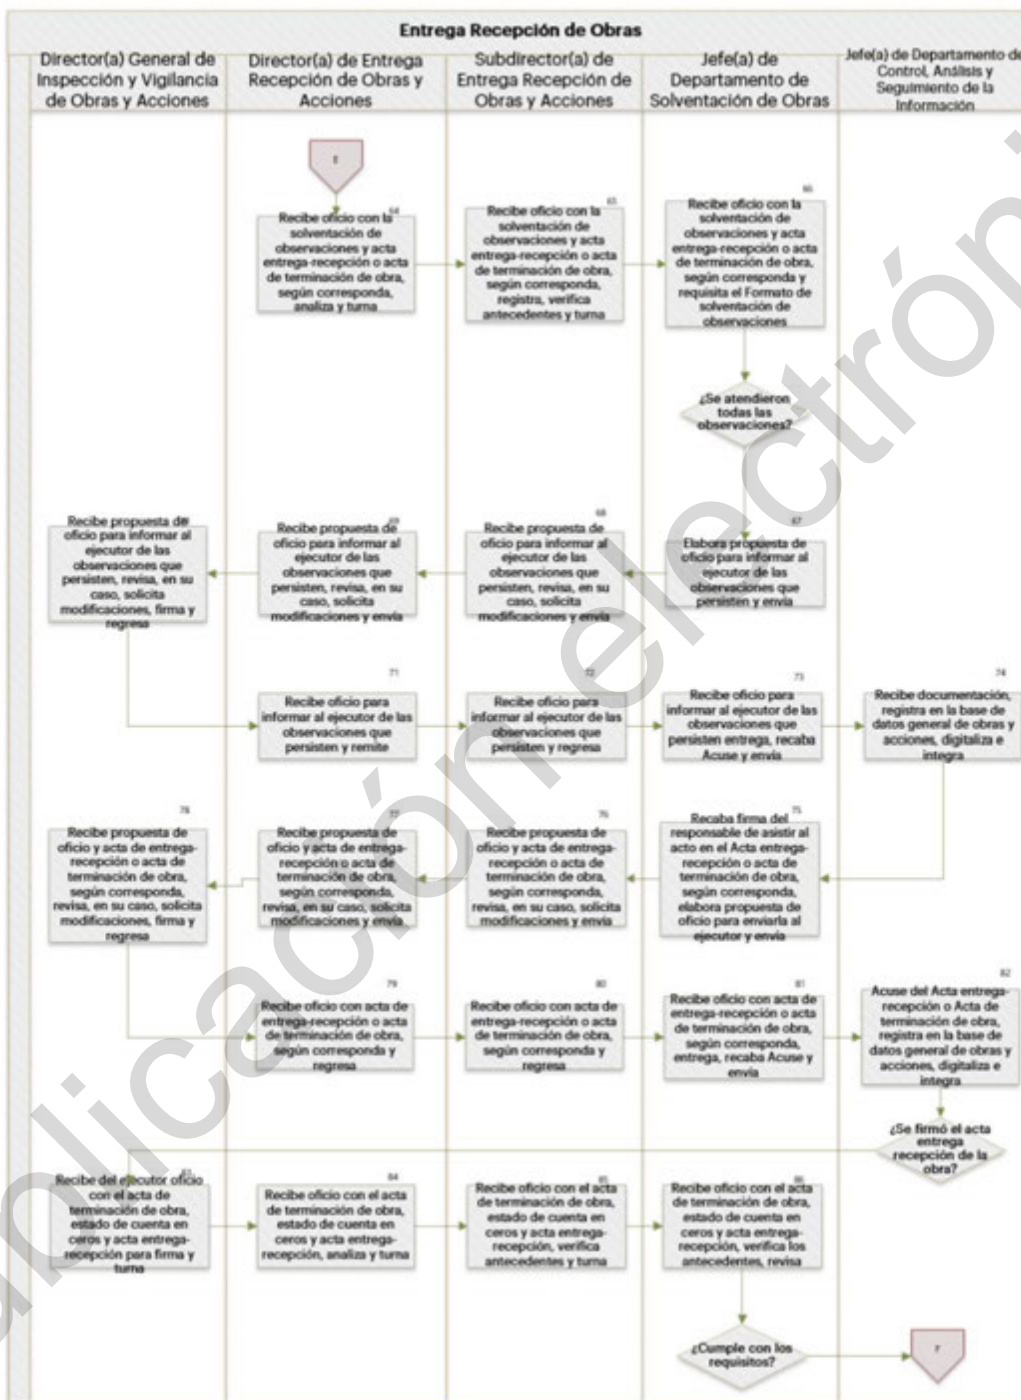 Entrega Recepción de Obras
Director(a) General de
Inspección y Vigilancia
de Obras y Acciones
Director(a) de Entrega
Recepción de Obras y
Acciones
Subdirector(a) de
Entrega Recepción de
Obras y Acciones
Jefe(a) de
Departamento de
Solventación de Obras
Jefe(a) de Departamento de
Control, Análisis y
Seguimiento de la
Información
64
Recibe oficio con la
solventación de
observaciones y acta
entrega-recepción o acta
de terminación de obra,
según corresponda,
analiza y turna
65
Recibe oficio con la
solventación de
observaciones y acta
entrega-recepción o acta
de terminación de obra,
según corresponda,
registra, verifica
antecedentes y turna
66
Recibe oficio con la
solventación de
observaciones y acta
entrega-recepción o acta
de terminación de obra,
según corresponda y
requisita el Formato de
solventación de
observaciones
¿Se atendieron
todas las
observaciones?
Recibe propuesta de
oficio para informar al
ejecutor de las
observaciones que
persisten, revisa, en su
caso, solicita
modificaciones, firma y
regresa
69
Recibe propuesta de
oficio para informar al
ejecutor de las
observaciones que
persisten, revisa, en su
caso, solicita
modificaciones y envía
68
Recibe propuesta de
oficio para informar al
ejecutor de las
observaciones que
persisten, revisa, en su
caso, solicita
modificaciones y envía
67
Elabora propuesta de
oficio para informar al
ejecutor de las
observaciones que
persisten y envía
71
Recibe oficio para
informar al ejecutor de las
observaciones que
persisten y remite
72
Recibe oficio para
informar al ejecutor de las
observaciones que
persisten y regresa
73
Recibe oficio para
informar al ejecutor de las
observaciones que
persisten entrega, recaba
Acuse y envía
74
Recibe documentación,
registra en la base de
datos general de obras y
acciones, digitaliza e
integra
78
Recibe propuesta de
oficio y acta de entrega-
recepción o acta de
terminación de obra,
según corresponda,
revisa, en su caso, solicita
modificaciones, firma y
regresa
77
Recibe propuesta de
oficio y acta de entrega-
recepción o acta de
terminación de obra,
según corresponda,
revisa, en su caso, solicita
modificaciones y envía
76
Recibe propuesta de
oficio y acta de entrega-
recepción o acta de
terminación de obra,
según corresponda,
revisa, en su caso, solicita
modificaciones y envía
75
Recaba firma del
responsable de asistir al
acto en el Acta entrega-
recepción o acta de
terminación de obra,
según corresponda,
elabora propuesta de
oficio para enviarla al
ejecutor y envía
79
Recibe oficio con acta de
entrega-recepción o acta
de terminación de obra,
según corresponda y
regresa
80
Recibe oficio con acta de
entrega-recepción o acta
de terminación de obra,
según corresponda y
regresa
81
Recibe oficio con acta de
entrega-recepción o acta
de terminación de obra,
según corresponda,
entrega, recaba Acuse y
envía
82
Acuse del Acta entrega-
recepción o Acta de
terminación de obra,
registra en la base de
datos general de obras y
acciones, digitaliza e
integra
¿Se firmó el acta
entrega
recepción de la
obra?
83
Recibe del ejecutor oficio
con el acta de
terminación de obra,
estado de cuenta en
ceros y acta entrega-
recepción para firma y
turna
84
Recibe oficio con el acta
de terminación de obra,
estado de cuenta en
ceros y acta entrega-
recepción, analiza y turna
85
Recibe oficio con el acta
de terminación de obra,
estado de cuenta en
ceros y acta entrega-
recepción, verifica
antecedentes y turna
86
Recibe oficio con el acta
de terminación de obra,
estado de cuenta en
ceros y acta entrega-
recepción, verifica los
antecedentes, revisa
¿Cumple con los
requisitos?